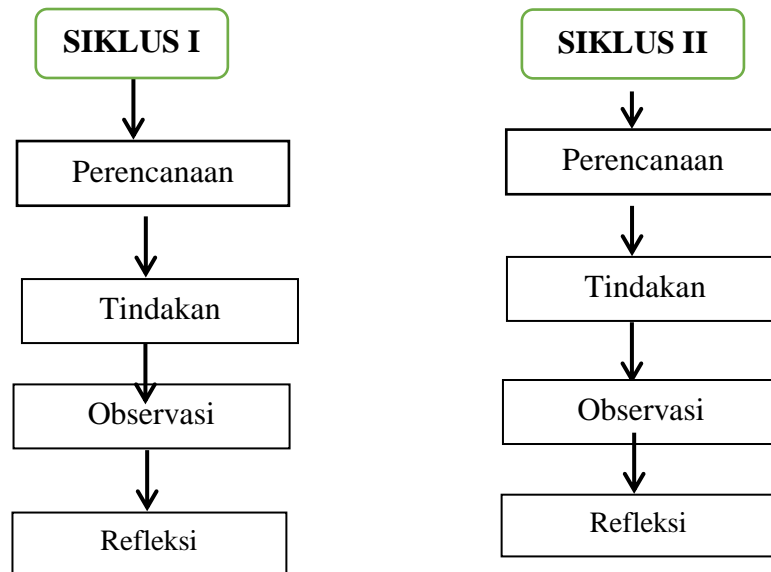 SIKLUS I
Perencanaan
Tindakan
Observasi
Refleksi
SIKLUS II
Perencanaan
Tindakan
Observasi
Refleksi